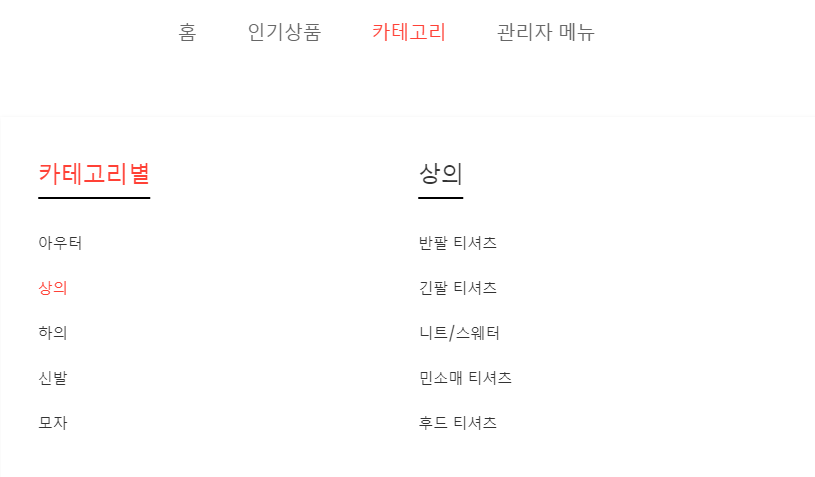 홈 인기상품 카테고리 관리자 메뉴
카테고리별
아우터
상의
하의
신발
모자
상의
반팔 티셔츠
긴팔 티셔츠
니트/스웨터
민소매 티셔츠
후드 티셔츠